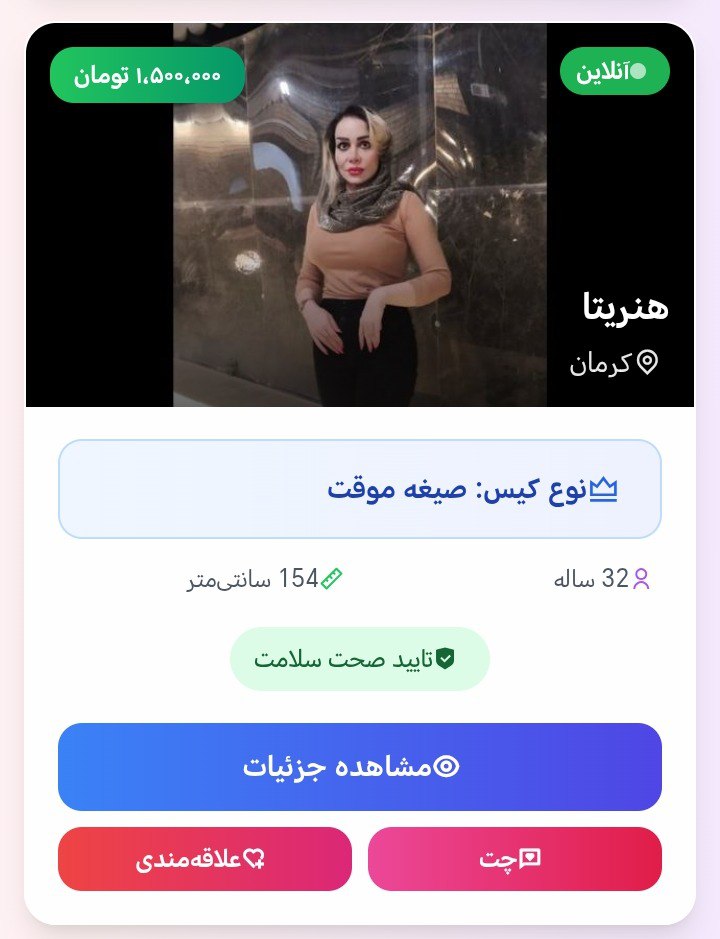 آنلاین
۱،۵۰۰،۰۰۰ تومان
هنریتا
کرمان
نوع کیس: صیغه موقت
32 ساله
154 سانتی‌متر
تایید صحت سلامت
مشاهده جزئیات
چت
علاقه‌مندی